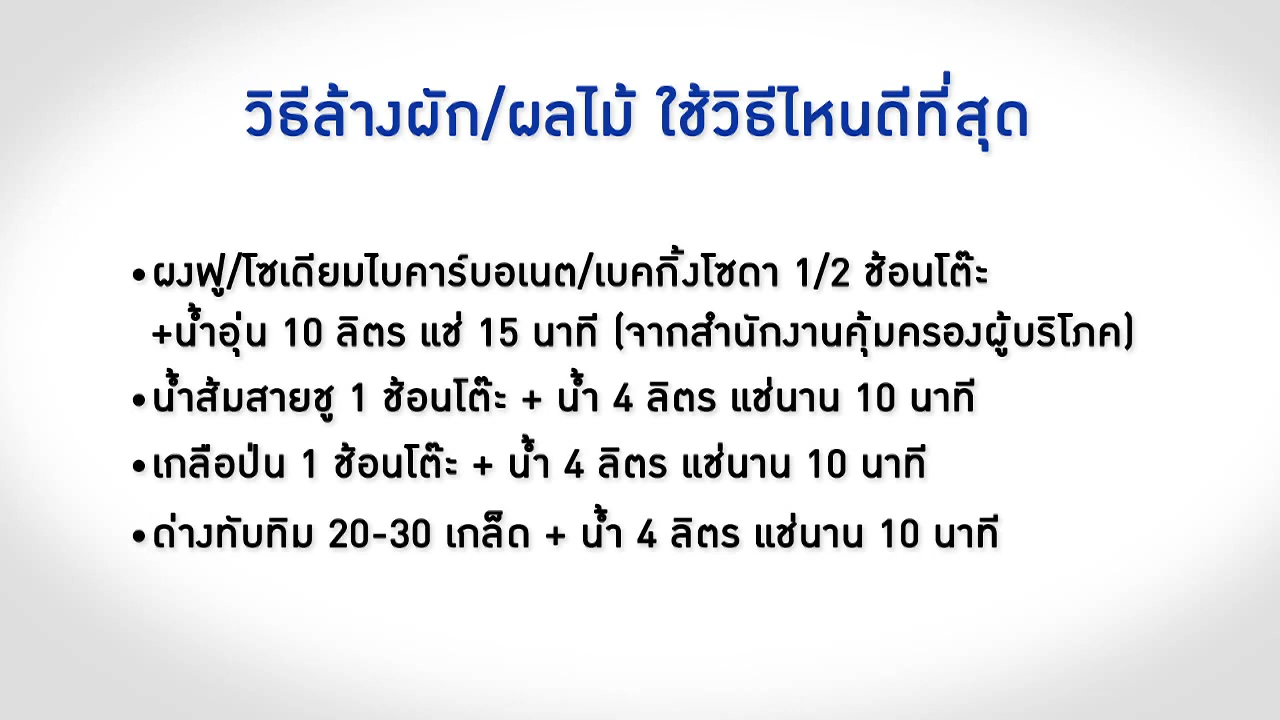 วิธีล้างผัก/ผลไม้ ใช้วิธีไหนดีที่สุด
•ผงฟู/โซเดียมไบคาร์บอเนต/เบคกิ้งโซดา 1/2 ช้อนโต๊ะ
+น้ำอุ่น 10 ลิตร แช่ 15 นาที (จากสำนักงานคุ้มครองผู้บริโภค)
•น้ำส้มสายชู 1 ช้อนโต๊ะ + น้ำ 4 ลิตร แช่นาน 10 นาที
•เกลือป่น 1 ช้อนโต๊ะ + น้ำ 4 ลิตร แช่นาน 10 นาที
•ด่างทับทิม 20-30 เกล็ด + น้ำ 4 ลิตร แช่นาน 10 นาที